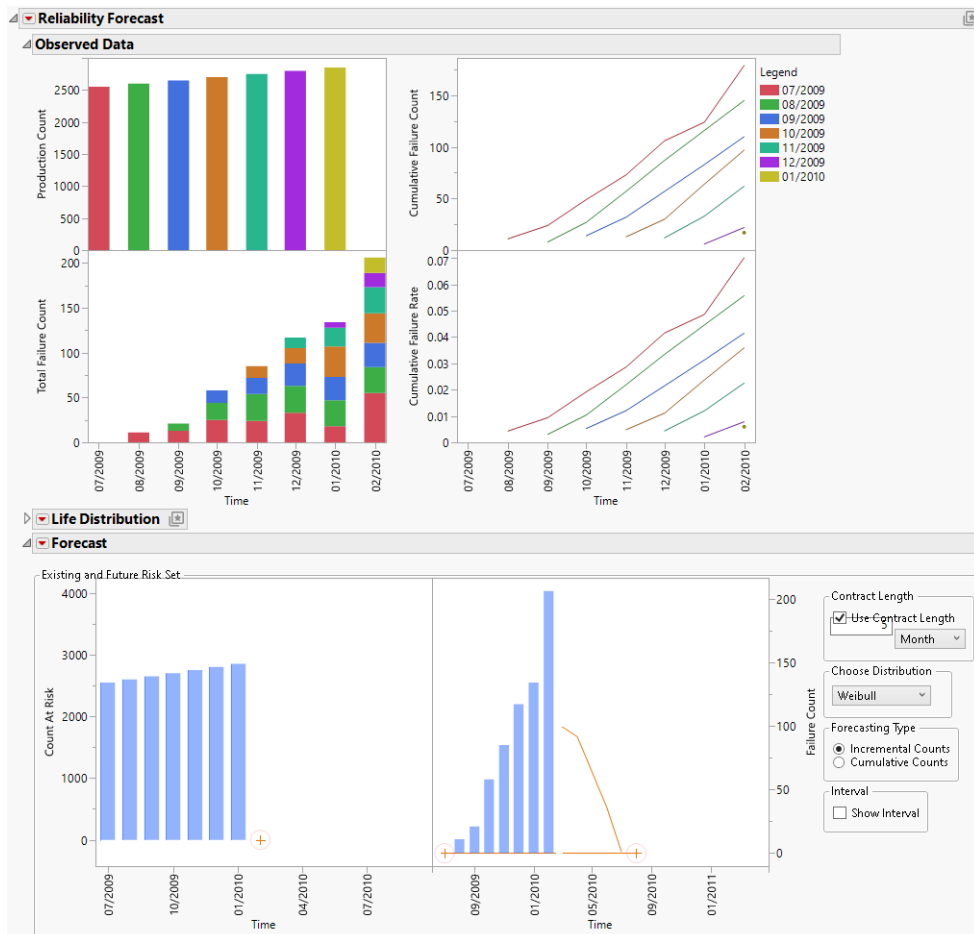 Reliability Forecast
Observed Data
Production Count
2500
2000
1500
1000
500
0
Total Failure Count
200
150
100
50
0
07/2009
08/2009
09/2009
10/2009
11/2009
12/2009
01/2010
02/2010
Time
Cumulative Failure Count
150
100
50
0
Cumulative Failure Rate
0.07
0.06
0.05
0.04
0.03
0.02
0.01
0
07/2009
08/2009
09/2009
10/2009
11/2009
12/2009
01/2010
02/2010
Time
Legend
07/2009
08/2009
09/2009
10/2009
11/2009
12/2009
01/2010
Life Distribution
Forecast
Existing and Future Risk Set
Count At Risk
4000
3000
2000
1000
0
07/2009
10/2009
01/2010
04/2010
07/2010
Time
200
150
100
50
0
Failure Count
09/2009
01/2010
05/2010
09/2010
01/2011
Time
Contract Length
Use Contract Length
5
Month
Choose Distribution
Weibull
Forecasting Type
Incremental Counts
Cumulative Counts
Interval
Show Interval